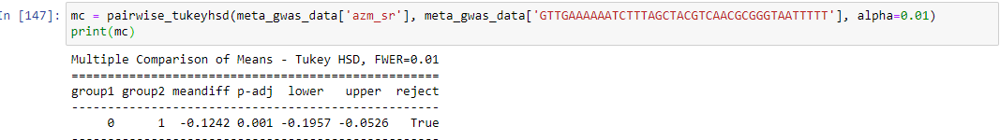 In [147]: mc = pairwise_tukeyhsd(meta_gwas_data['azm_sr'], meta_gwas_data['GTTGAAAAAATCTTTAGCTACGTCAACGCGGGTAATTTTT'], alpha=0.01)
print(mc)
Multiple Comparison of Means - Tukey HSD, FWER=0.01
===================================================
group1 group2 meandiff p-adj lower upper reject
---------------------------------------------------
0 1 -0.1242 0.001 -0.1957 -0.0526 True
---------------------------------------------------